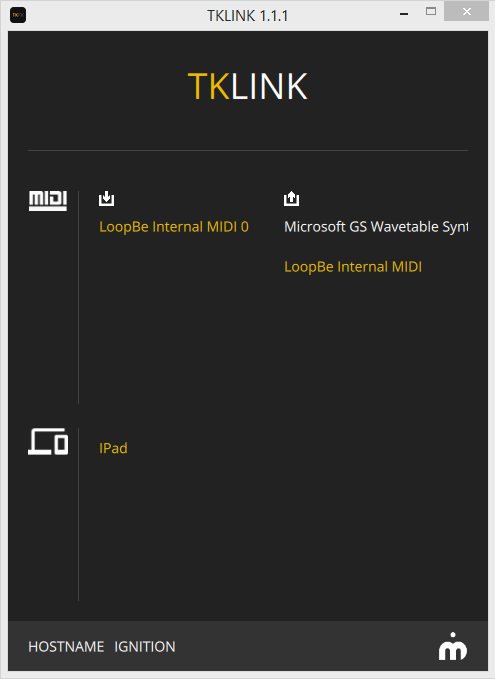 TKLINK 1.1.1
TKLINK
MIDI
LoopBe Internal MIDI 0
Microsoft GS Wavetable Synt
LoopBe Internal MIDI
IPad
HOSTNAME IGNITION